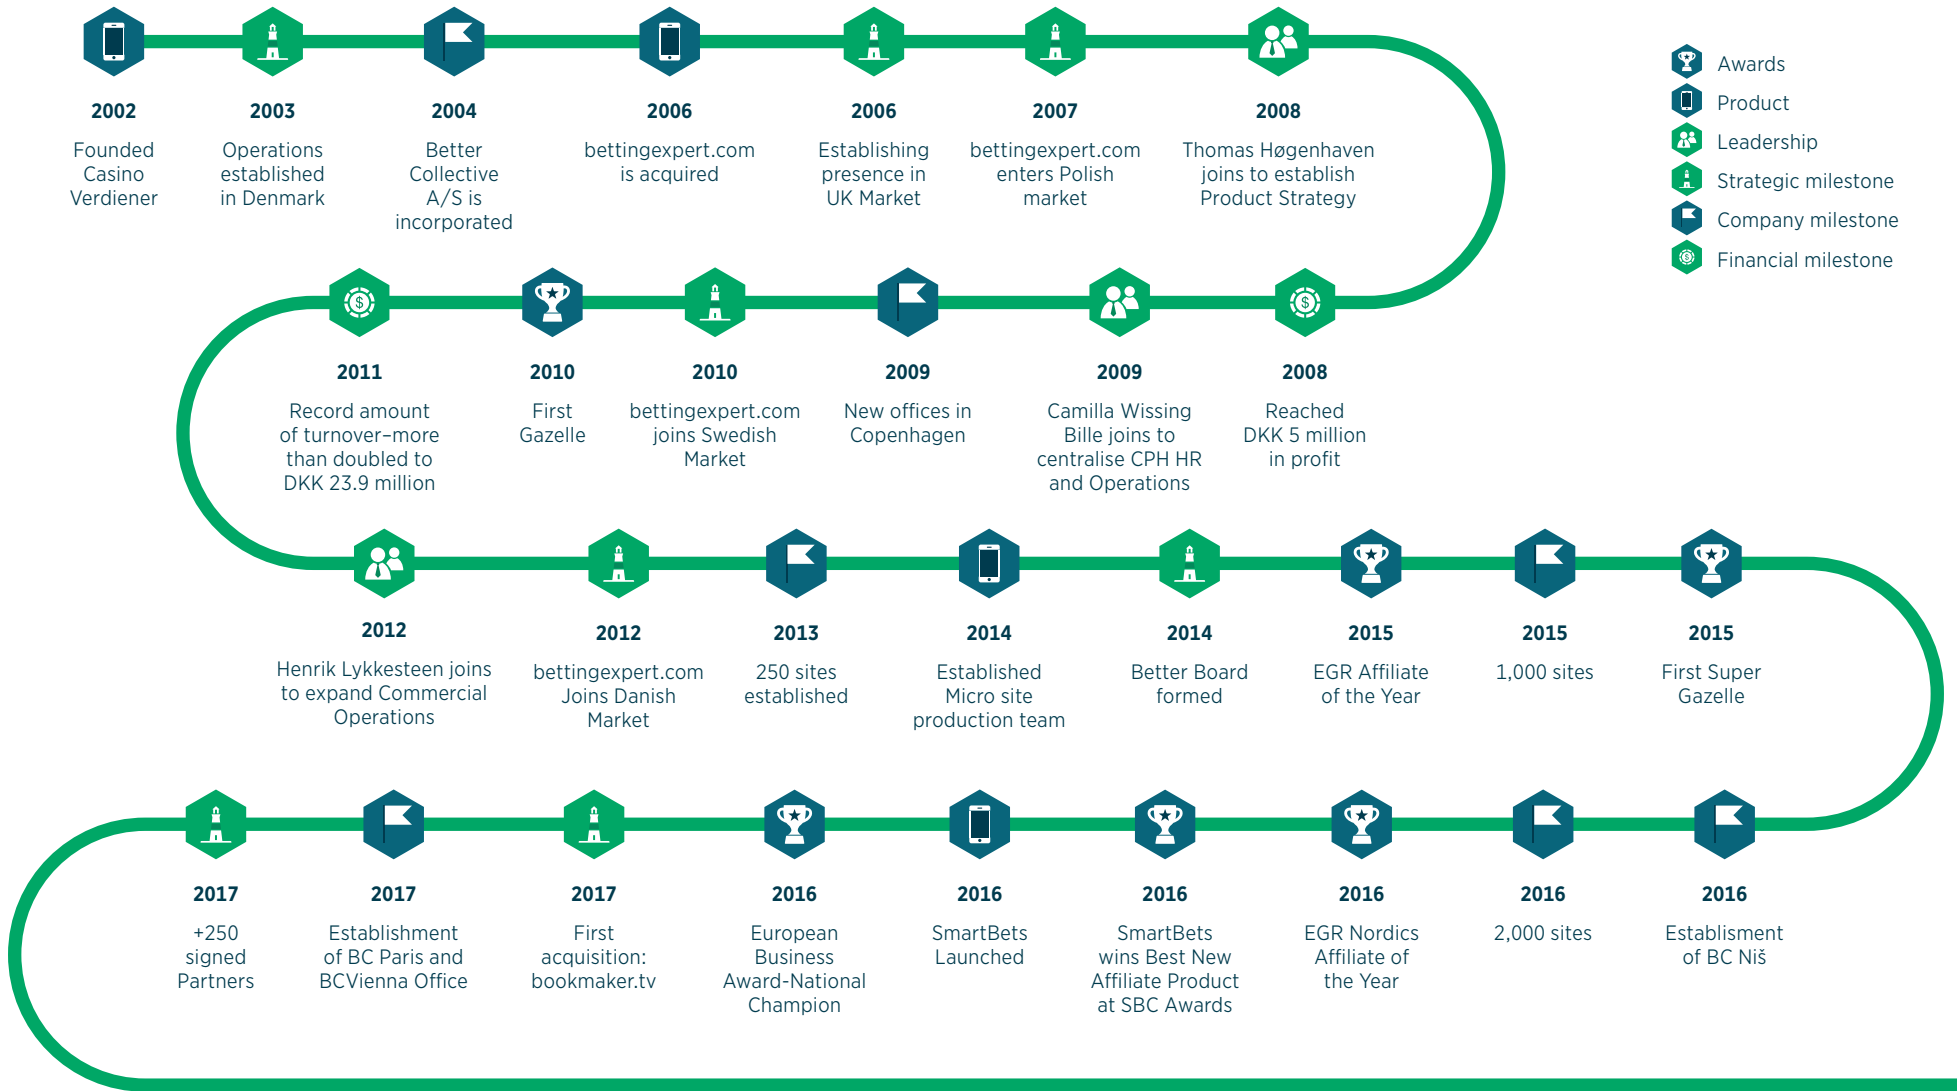 2002
Founded
Casino
Verdiener
2003
Operations
established
in Denmark
2004
Better
Collective
A/S is
incorporated
2006
bettingexpert.com
is acquired
2006
Establishing
presence in
UK Market
2007
bettingexpert.com
enters Polish
market
2008
Thomas Høgenhaven
joins to establish
Product Strategy
Awards
Product
Leadership
Strategic milestone
Company milestone
Financial milestone
2011
Record amount
of turnover–more
than doubled to
DKK 23.9 million
2010
First
Gazelle
2010
bettingexpert.com
joins Swedish
Market
2009
New offices in
Copenhagen
2009
Camilla Wissing
Bille joins to
centralise CPH HR
and Operations
2008
Reached
DKK 5 million
in profit
2012
Henrik Lykkesteen joins
to expand Commercial
Operations
2012
bettingexpert.com
Joins Danish
Market
2013
250 sites
established
2014
Established
Micro site
production team
2014
Better Board
formed
2015
EGR Affiliate
of the Year
2015
1,000 sites
2015
First Super
Gazelle
2017
+250
signed
Partners
2017
Establishment
of BC Paris and
BCVienna Office
2017
First
acquisition:
bookmaker.tv
2016
European
Business
Award-National
Champion
2016
SmartBets
Launched
2016
SmartBets
wins Best New
Affiliate Product
at SBC Awards
2016
EGR Nordics
Affiliate of
the Year
2016
2,000 sites
2016
Establisment
of BC Niš